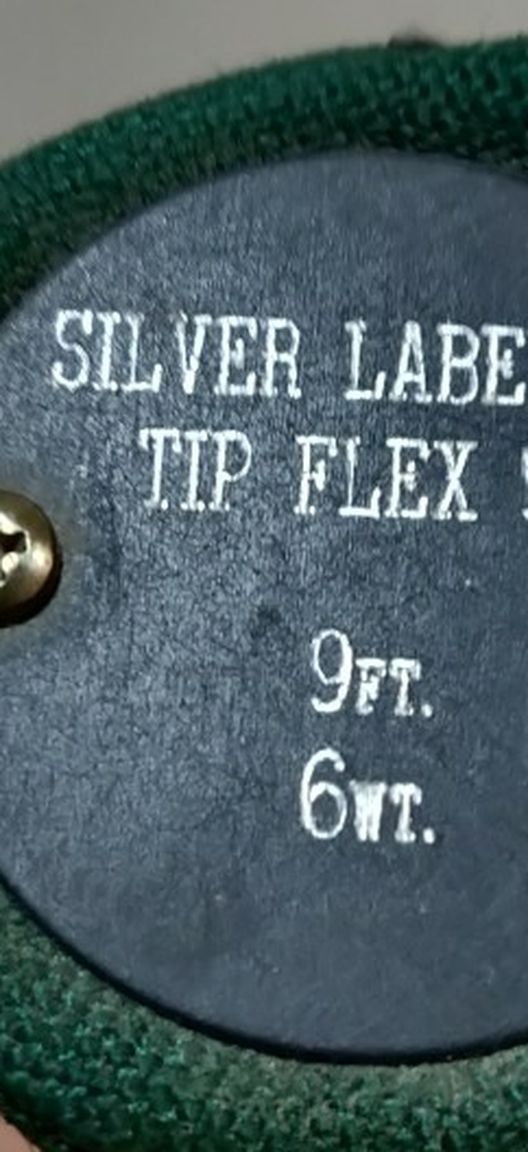 SILVER LABE
TIP FLEX
9FT.
6WT.